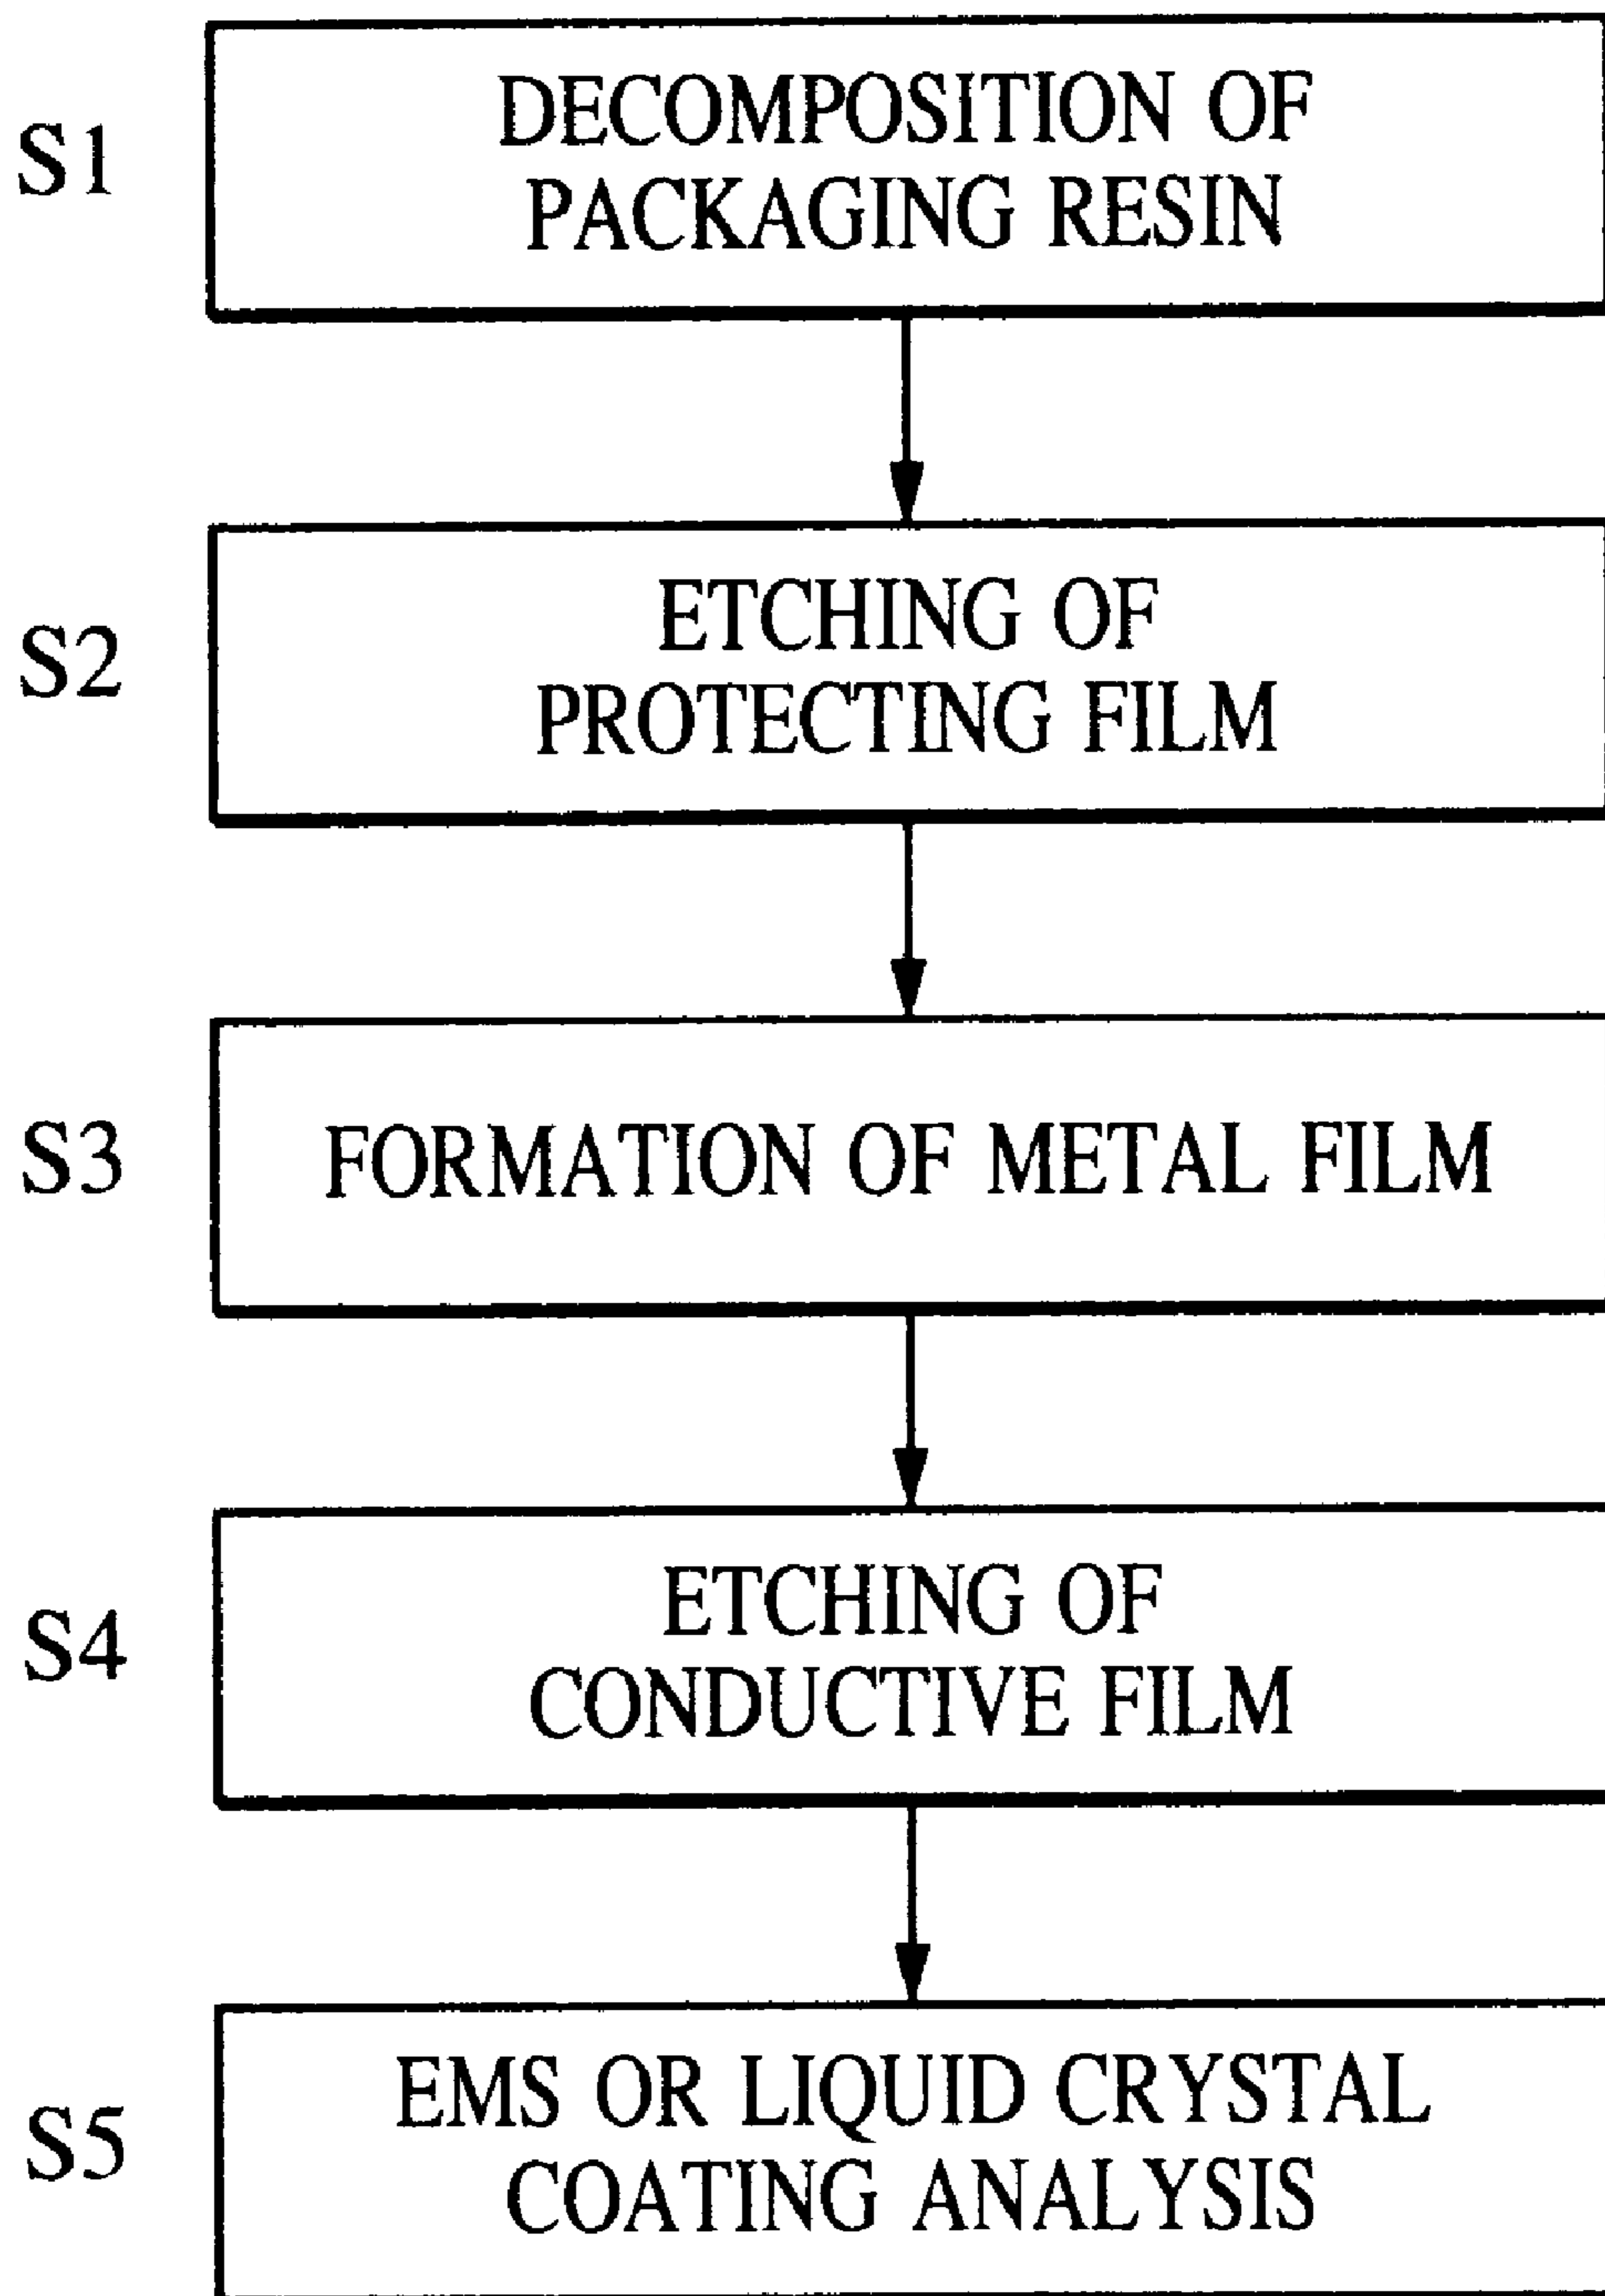 S1
DECOMPOSITION OF
PACKAGING RESIN
S2
ETCHING OF
PROTECTING FILM
S3
FORMATION OF METAL FILM
S4
ETCHING OF
CONDUCTIVE FILM
S5
EMS OR LIQUID CRYSTAL
COATING ANALYSIS